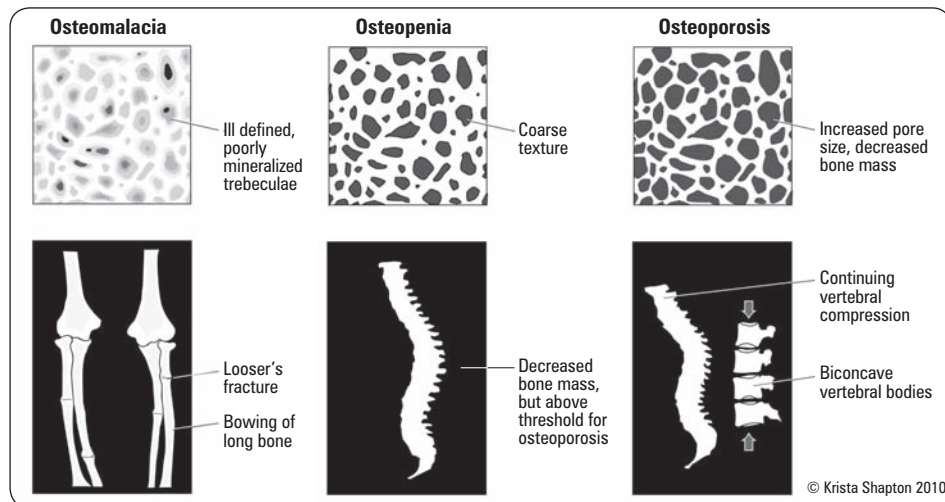 Osteomalacia
Ill defined,
poorly
mineralized
trebeculae
Looser's
fracture
Bowing of
long bone
Osteopenia
Coarse
texture
Decreased
bone mass,
but above
threshold for
osteoporosis
Osteoporosis
Increased pore
size, decreased
bone mass
Continuing
vertebral
compression
Biconcave
vertebral bodies
© Krista Shapton 2010